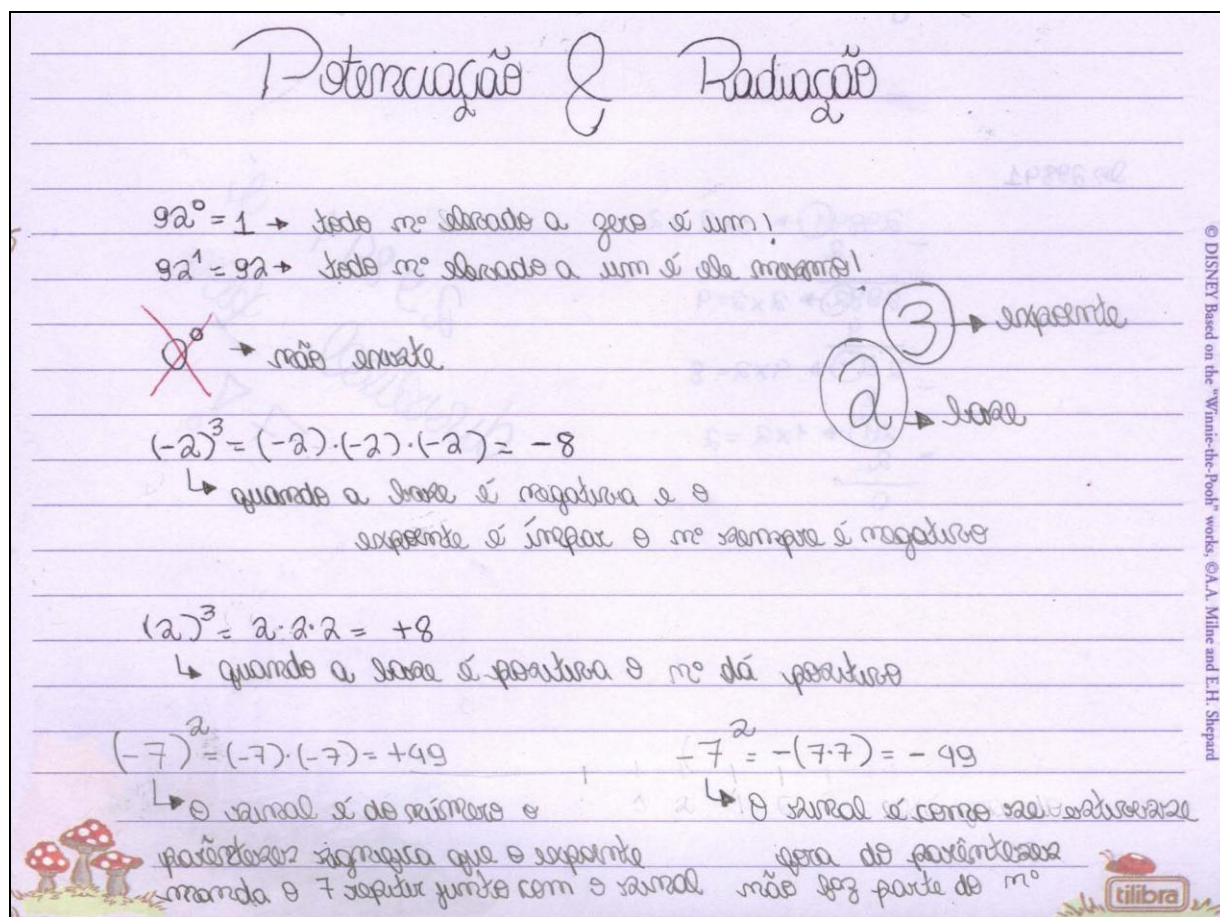 Potenciação & Radiação
92⁰ = 1 → todo nº elevado a zero é um!
92¹ = 92 → todo nº elevado a um é ele mesmo!
3 → expoente
0⁰ → não existe
2 → base
(-2)³ = (-2)·(-2)·(-2) = -8
↳ quando a base é negativa e o
expoente é ímpar o nº sempre é negativo
(2)³ = 2·2·2 = +8
↳ quando a base é positiva o nº dá positivo
(-7)² = (-7)·(-7) = +49
-7² = -(7·7) = -49
↳ O sinal é do número o
parênteses significa que o expoente
manda o 7 repetir junto com o sinal
↳ O sinal é como se estivesse
fora do parênteses
não faz parte do nº
tilibra
© DISNEY Based on the "Winnie-the-Pooh" works, © A.A. Milne and E.H. Shepard